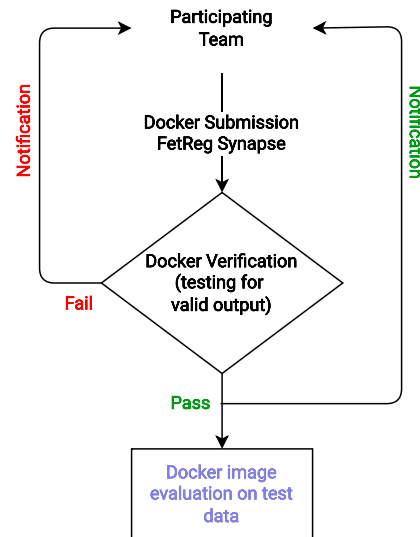 Participating
Team
Notification
Notification
Docker Submission
FetReg Synapse
Docker Verification
(testing for
valid output)
Fail
Pass
Docker image
evaluation on test
data